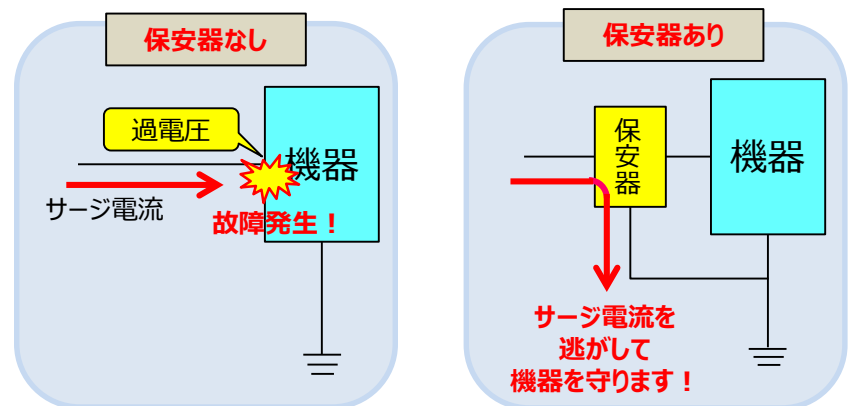 保安器なし
過電圧
機器
サージ電流
故障発生！
保安器あり
保
安
器
機器
サージ電流を
逃がして
機器を守ります！